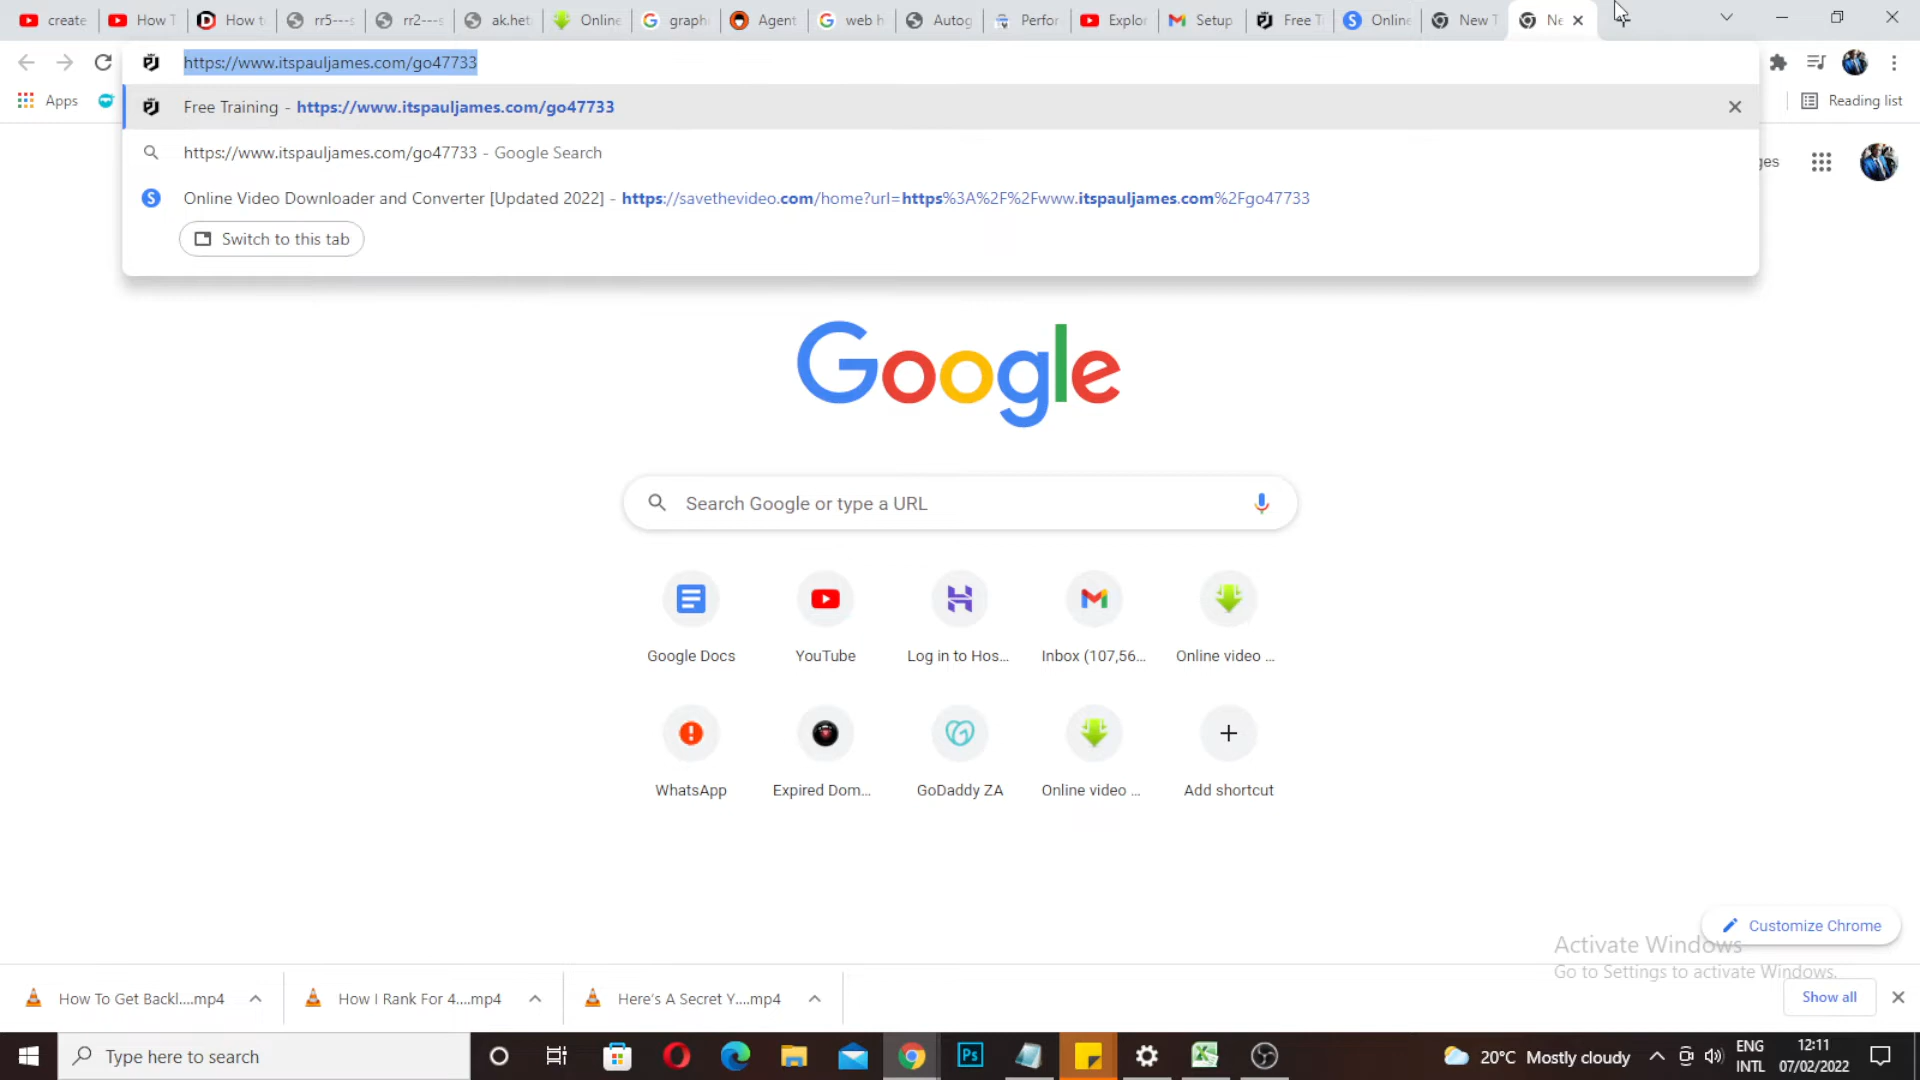 create
How T
How to
rr5---s
rr2---s
ak.het
Online
graph
Agent
web h
Autog
Perfor
Explor
Setup
Free T
Online
New T
Ne
https://www.itspauljames.com/go47733
Apps
Reading list
Free Training - https://www.itspauljames.com/go47733
https://www.itspauljames.com/go47733 - Google Search
ges
Online Video Downloader and Converter [Updated 2022] - https://savethevideo.com/home?url=https%3A%2F%2Fwww.itspauljames.com%2Fgo47733
Switch to this tab
Google
Search Google or type a URL
Google Docs
YouTube
Log in to Hos...
Inbox (107,56...
Online video ...
WhatsApp
Expired Dom...
GoDaddy ZA
Online video ...
Add shortcut
Customize Chrome
Activate Windows
Go to Settings to activate Windows.
How To Get Backl....mp4
How I Rank For 4....mp4
Here's A Secret Y....mp4
Show all
Type here to search
Ps
20°C Mostly cloudy
ENG
INTL
12:11
07/02/2022